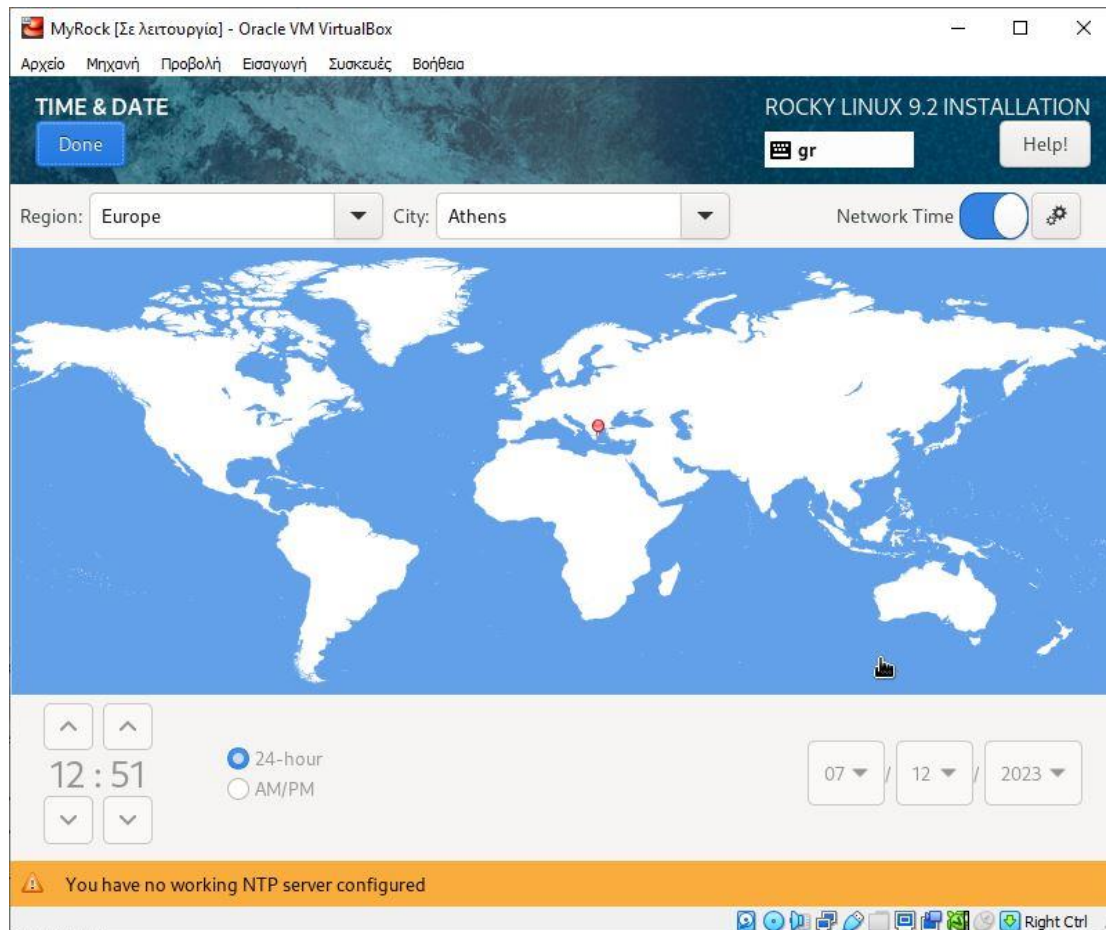 MyRock [Σε λειτουργία] - Oracle VM VirtualBox
Αρχείο Μηχανή Προβολή Εισαγωγή Συσκευές Βοήθεια
TIME & DATE
ROCKY LINUX 9.2 INSTALLATION
Done
gr
Help!
Region: Europe City: Athens Network Time
12 : 51
24-hour
AM/PM
07 / 12 / 2023
You have no working NTP server configured
Right Ctrl